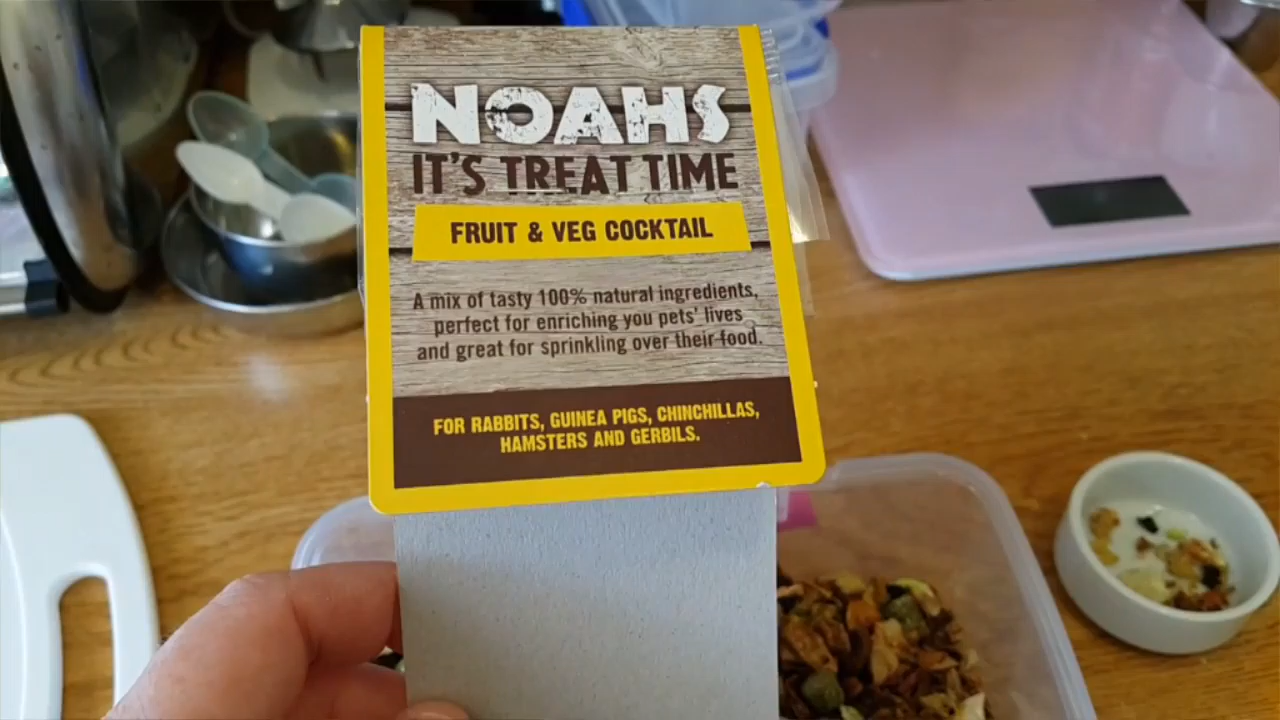 NOAHS
IT'S TREAT TIME
FRUIT & VEG COCKTAIL
A mix of tasty 100% natural ingredients,
perfect for enriching you pets' lives
and great for sprinkling over their food.
FOR RABBITS, GUINEA PIGS, CHINCHILLAS,
HAMSTERS AND GERBILS.